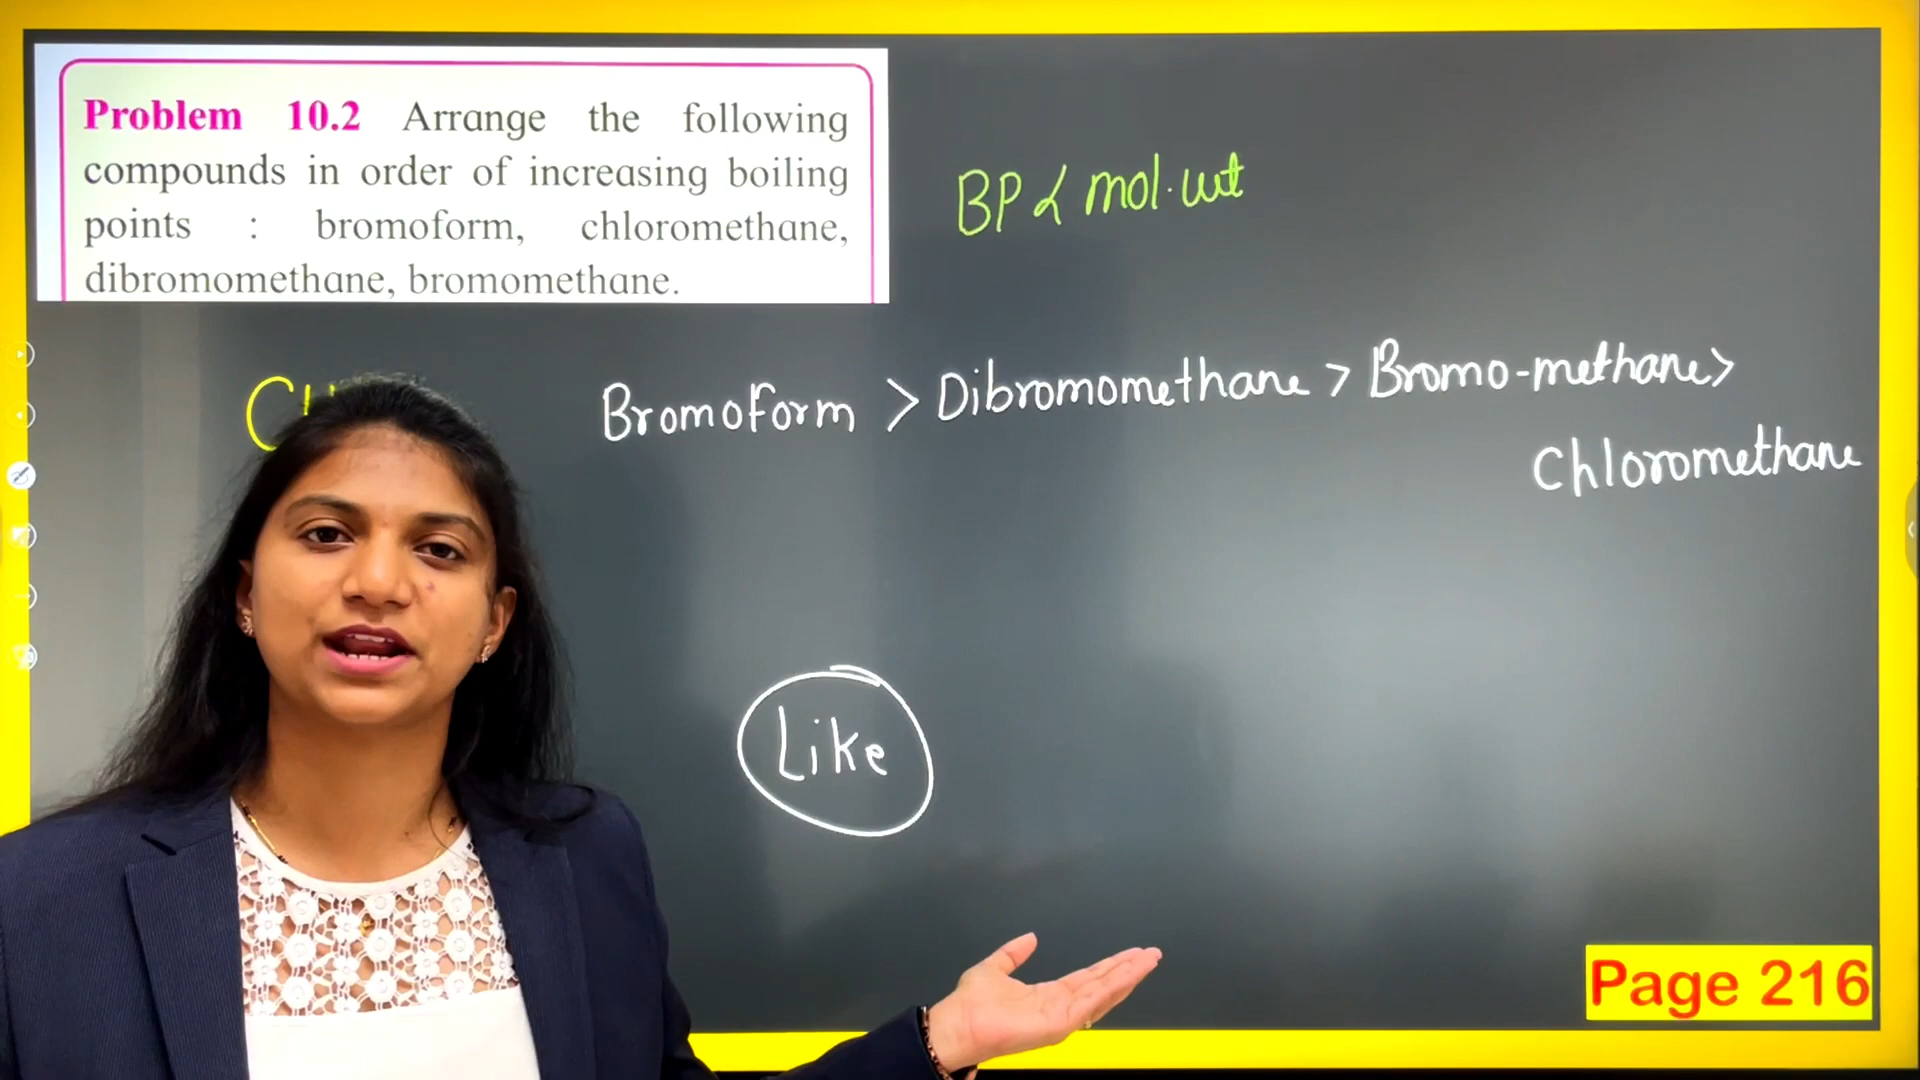 Problem 10.2 Arrange the following
compounds in order of increasing boiling
points : bromoform, chloromethane,
dibromomethane, bromomethane.
BP ∝ mol.wt
Bromoform > Dibromomethane > Bromo-methane >
Chloromethane
Like
Page 216